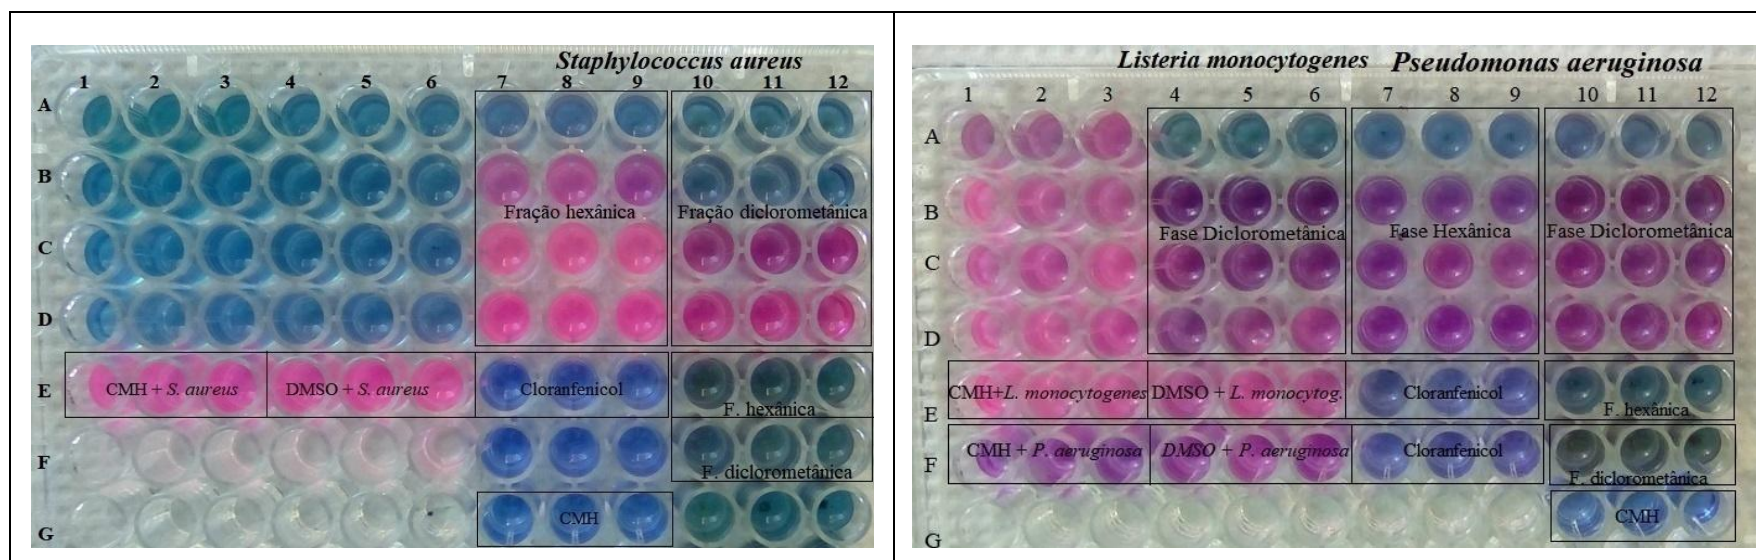 Staphylococcus aureus
1 2 3 4 5 6 7 8 9 10 11 12
A
B
Fração hexânica Fração diclorometânica
C
D
E CMH + S. aureus DMSO + S. aureus Cloranfenicol
F. hexânica
F
F. diclorometânica
G CMH
Listeria monocytogenes Pseudomonas aeruginosa
1 2 3 4 5 6 7 8 9 10 11 12
A
B
Fase Diclorometânica Fase Hexânica Fase Diclorometânica
C
D
CMH+L. monocytogenes DMSO + L. monocytog. Cloranfenicol
E F. hexânica
CMH + P. aeruginosa DMSO + P. aeruginosa Cloranfenicol
F
F. diclorometânica
CMH
G